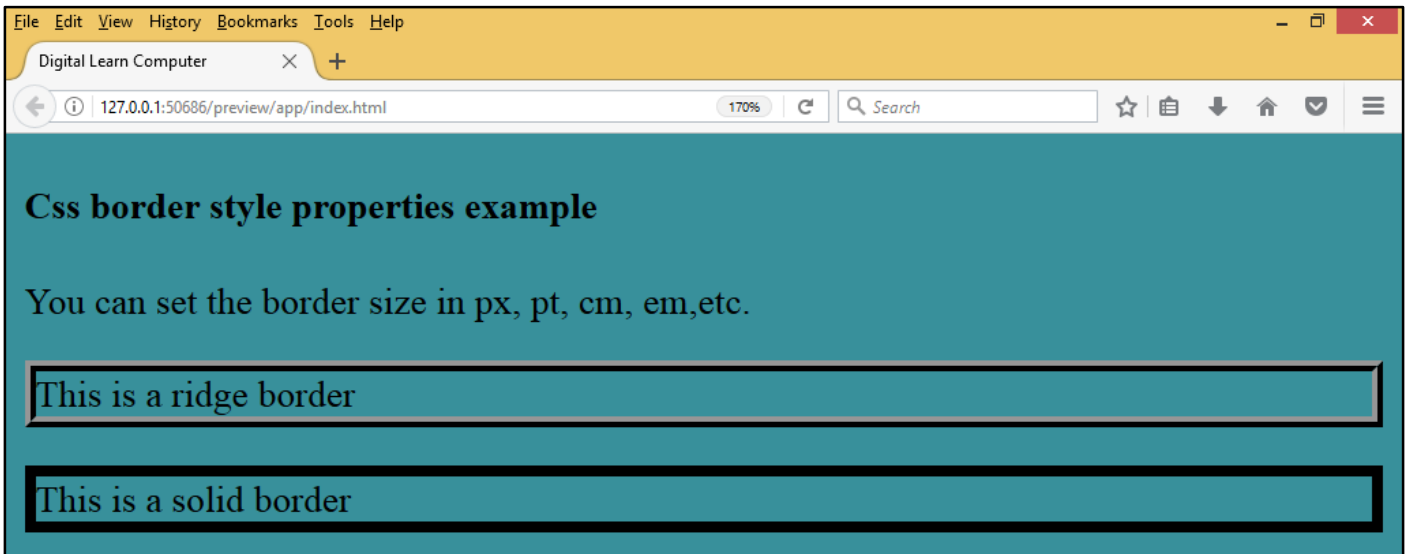 File Edit View History Bookmarks Tools Help
Digital Learn Computer
127.0.0.1:50686/preview/app/index.html 170% Search
Css border style properties example
You can set the border size in px, pt, cm, em,etc.
This is a ridge border
This is a solid border